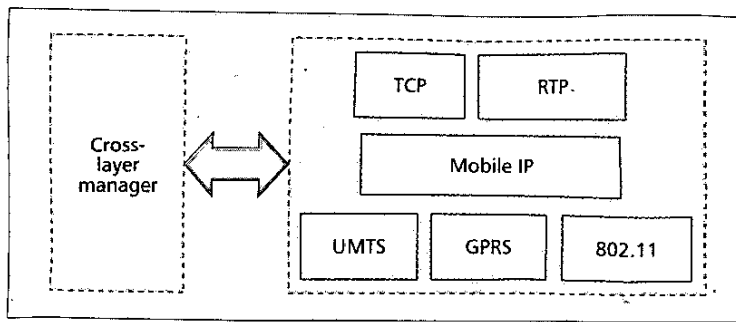 Cross-
layer
manager
TCP
RTP
Mobile IP
UMTS
GPRS
802.11